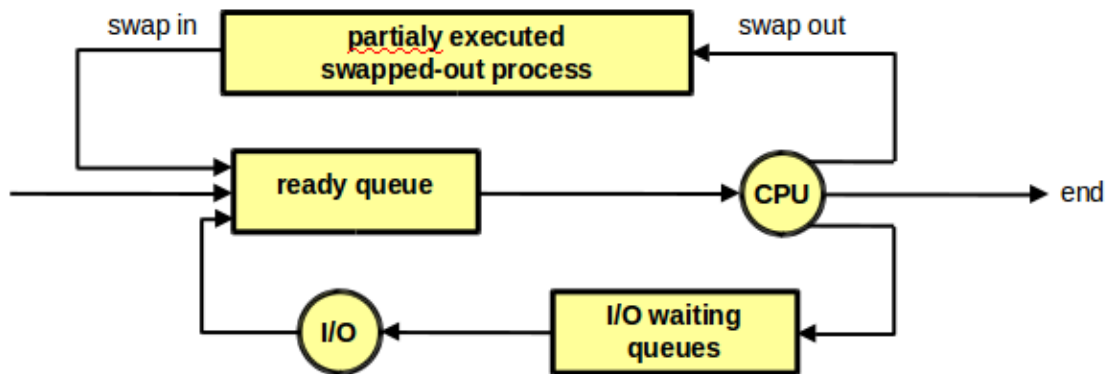 swap in
partialy executed
swapped-out process
swap out
ready queue
CPU
end
I/O
I/O waiting
queues